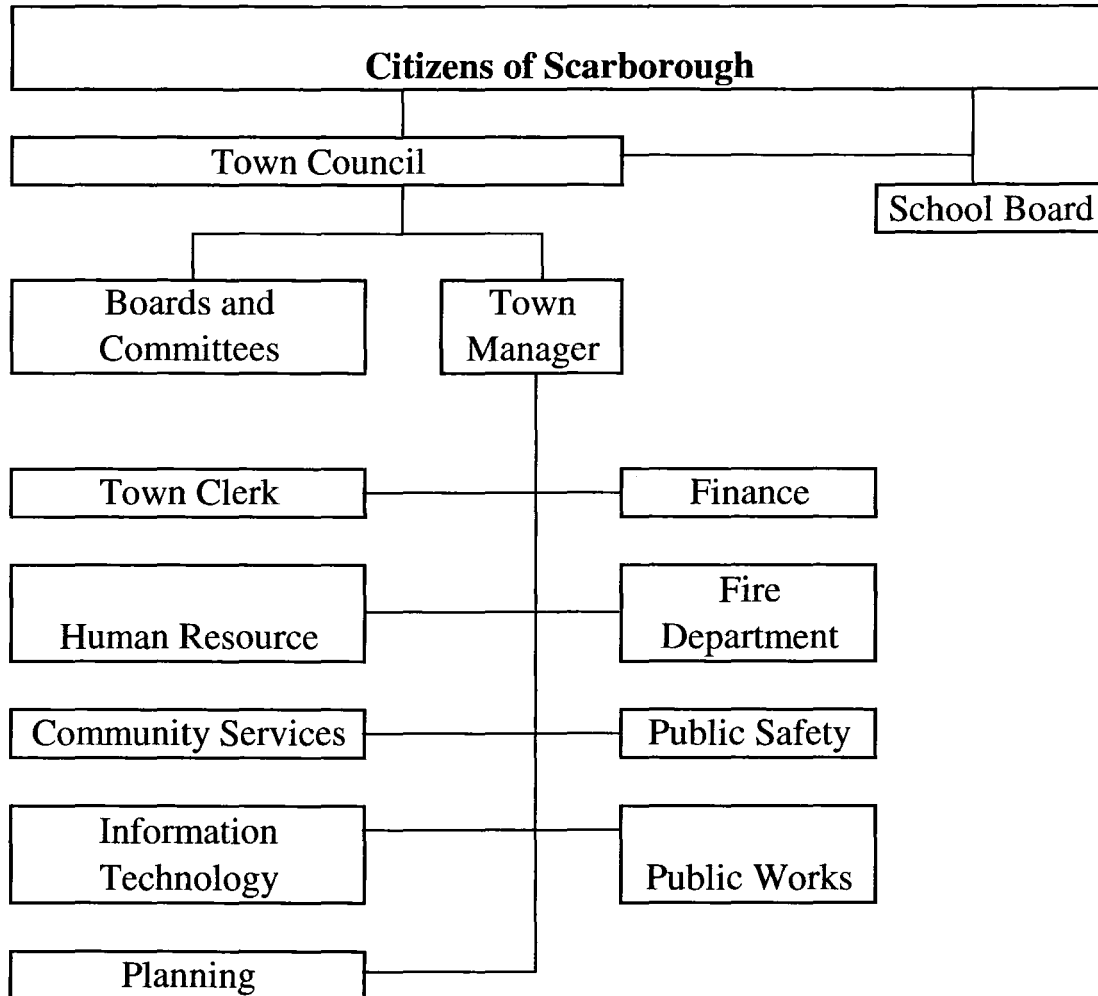 Citizens of Scarborough
Town Council
School Board
Boards and
Committees
Town
Manager
Town Clerk
Finance
Human Resource
Fire
Department
Community Services
Public Safety
Information
Technology
Public Works
Planning